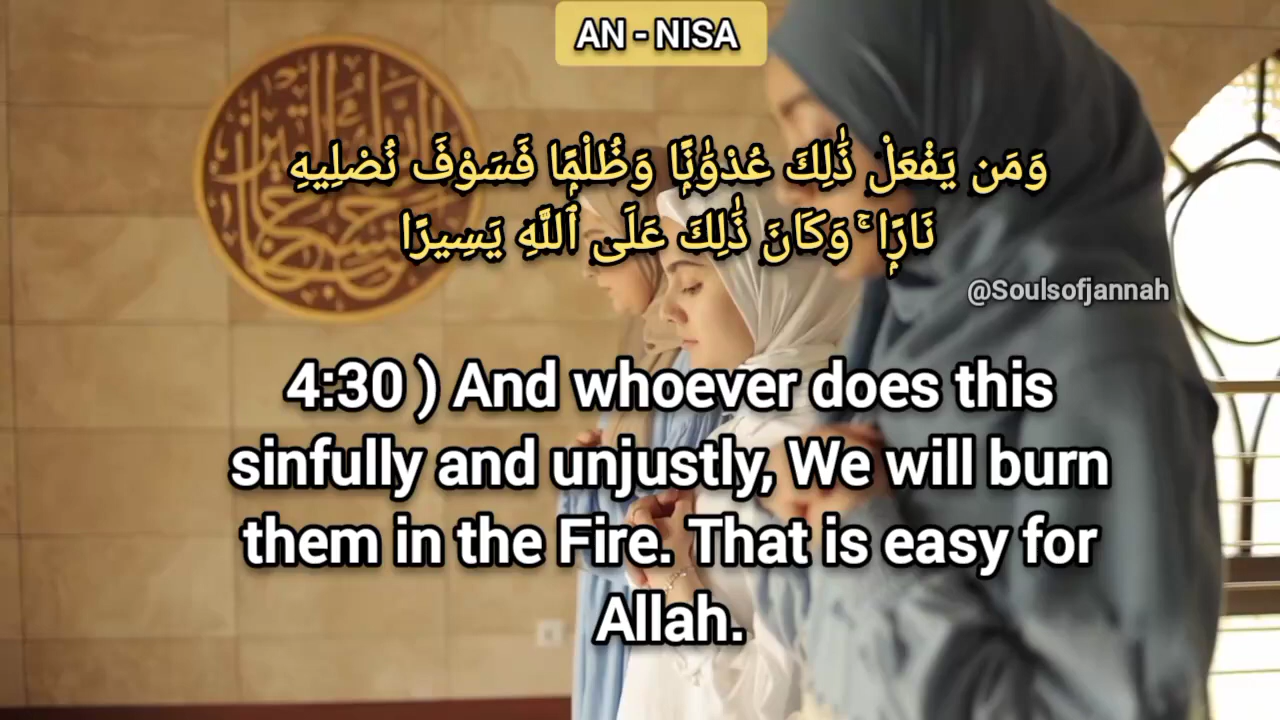 AN - NISA
وَمَن يَفْعَلْ ذَٰلِكَ عُدْوَٰنًۭا وَظُلْمًۭا فَسَوْفَ نُصْلِيهِ
نَارًۭا ۚ وَكَانَ ذَٰلِكَ عَلَى ٱللَّهِ يَسِيرًا
@Soulsofjannah
4:30 ) And whoever does this
sinfully and unjustly, We will burn
them in the Fire. That is easy for
Allah.